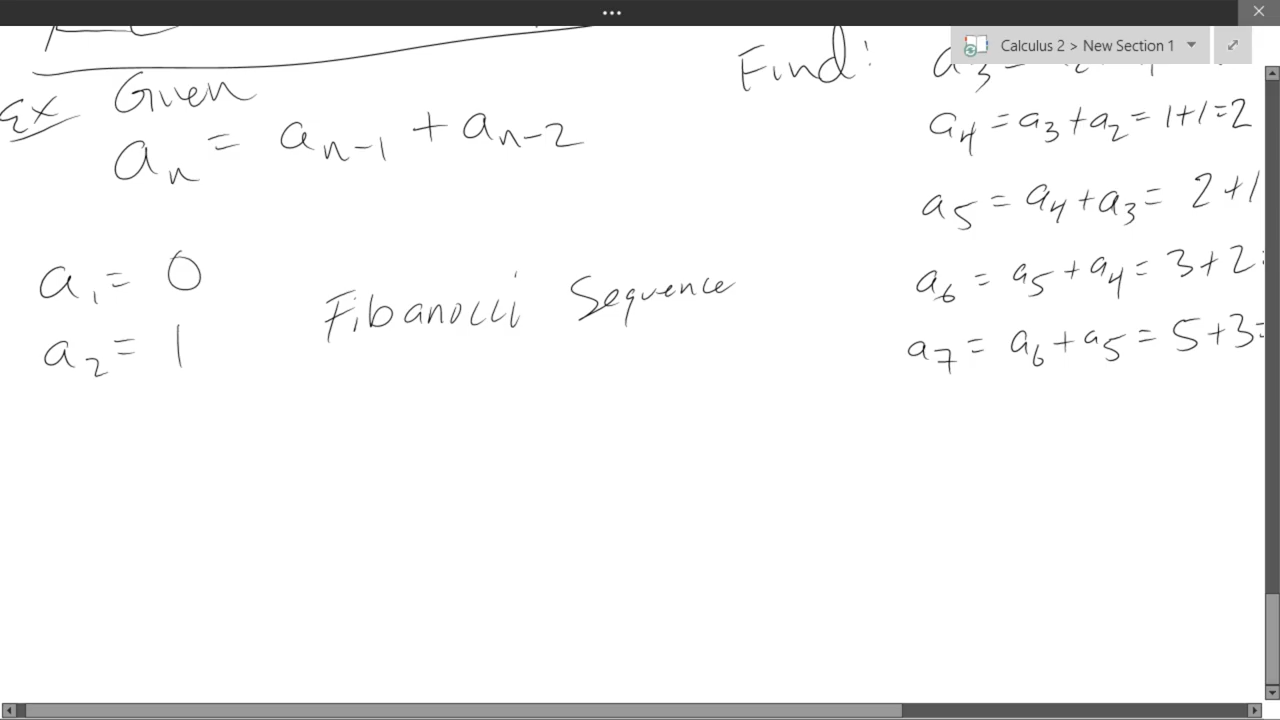 Calculus 2 > New Section 1
Ex Given
aₙ = aₙ₋₁ + aₙ₋₂
a₁ = 0
a₂ = 1
Fibanocci Sequence
Find:
a₃ =
a₄ = a₃ + a₂ = 1+1=2
a₅ = a₄ + a₃ = 2+1
a₆ = a₅ + a₄ = 3+2=
a₇ = a₆ + a₅ = 5+3=